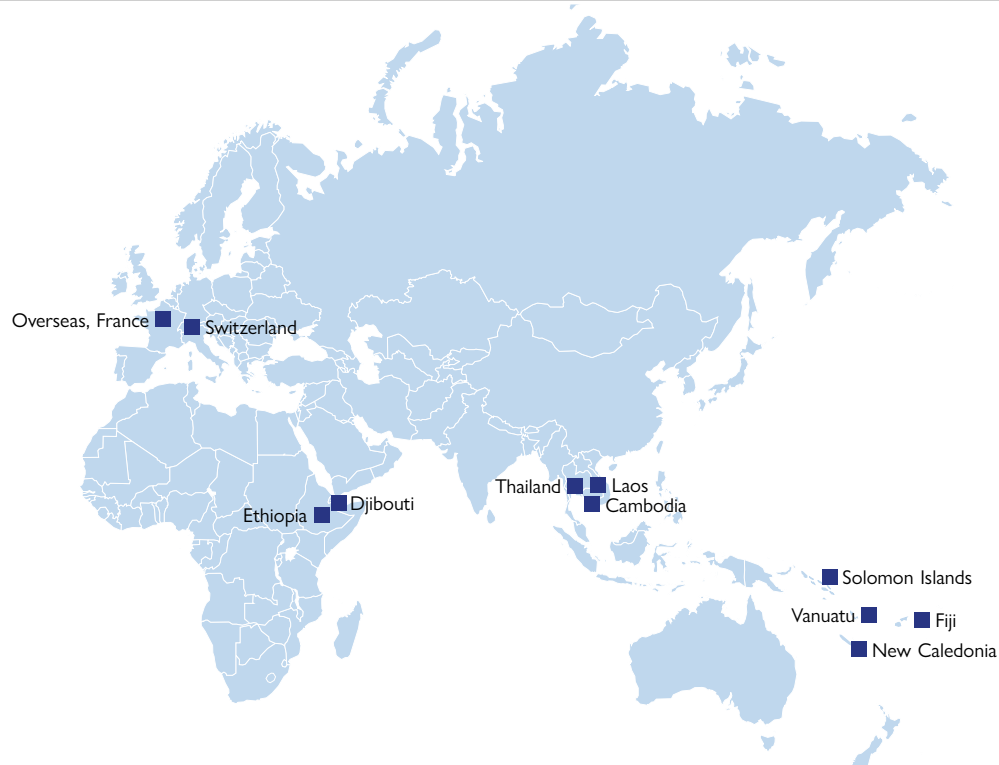 Overseas, France
Switzerland
Thailand
Laos
Cambodia
Djibouti
Ethiopia
Solomon Islands
Vanuatu
Fiji
New Caledonia